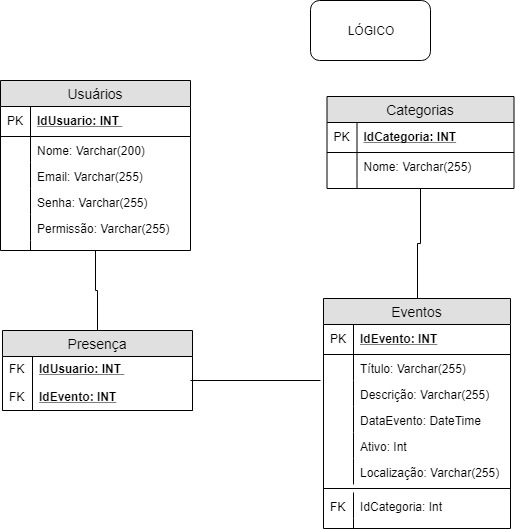 LÓGICO
Usuários
PK IdUsuario: INT
Nome: Varchar(200)
Email: Varchar(255)
Senha: Varchar(255)
Permissão: Varchar(255)
Categorias
PK IdCategoria: INT
Nome: Varchar(255)
Presença
FK IdUsuario: INT
FK IdEvento: INT
Eventos
PK IdEvento: INT
Título: Varchar(255)
Descrição: Varchar(255)
DataEvento: DateTime
Ativo: Int
Localização: Varchar(255)
FK IdCategoria: Int